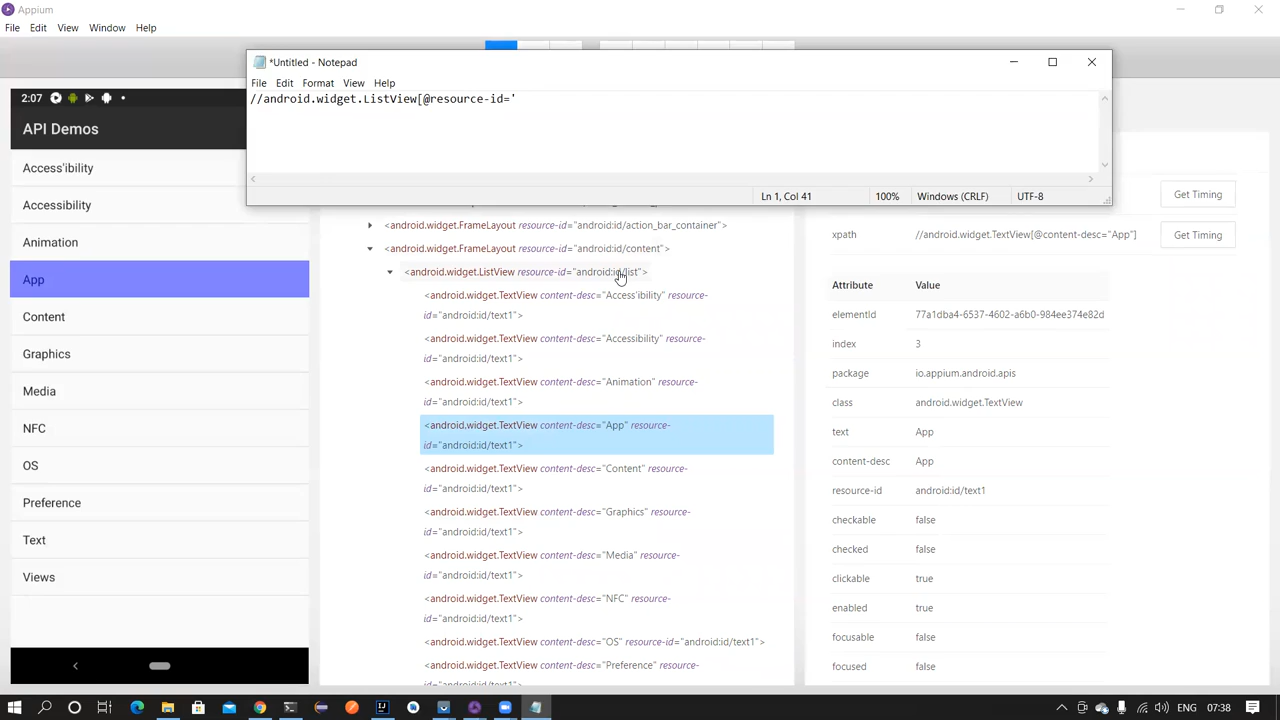 Appium
File Edit View Window Help
*Untitled - Notepad
File Edit Format View Help
//android.widget.ListView[@resource-id='
Ln 1, Col 41
100%
Windows (CRLF)
UTF-8
2:07
API Demos
Access'ibility
Accessibility
Animation
App
Content
Graphics
Media
NFC
OS
Preference
Text
Views
<android.widget.FrameLayout resource-id="android:id/action_bar_container">
<android.widget.FrameLayout resource-id="android:id/content">
<android.widget.ListView resource-id="android:id/list">
<android.widget.TextView content-desc="Access'ibility" resource-
id="android:id/text1">
<android.widget.TextView content-desc="Accessibility" resource-
id="android:id/text1">
<android.widget.TextView content-desc="Animation" resource-
id="android:id/text1">
<android.widget.TextView content-desc="App" resource-
id="android:id/text1">
<android.widget.TextView content-desc="Content" resource-
id="android:id/text1">
<android.widget.TextView content-desc="Graphics" resource-
id="android:id/text1">
<android.widget.TextView content-desc="Media" resource-
id="android:id/text1">
<android.widget.TextView content-desc="NFC" resource-
id="android:id/text1">
<android.widget.TextView content-desc="OS" resource-id="android:id/text1">
<android.widget.TextView content-desc="Preference" resource-
Get Timing
xpath //android.widget.TextView[@content-desc="App"] Get Timing
Attribute Value
elementId 77a1dba4-6537-4602-a6b0-984ee374e82d
index 3
package io.appium.android.apis
class android.widget.TextView
text App
content-desc App
resource-id android:id/text1
checkable false
checked false
clickable true
enabled true
focusable false
focused false
ENG 07:38